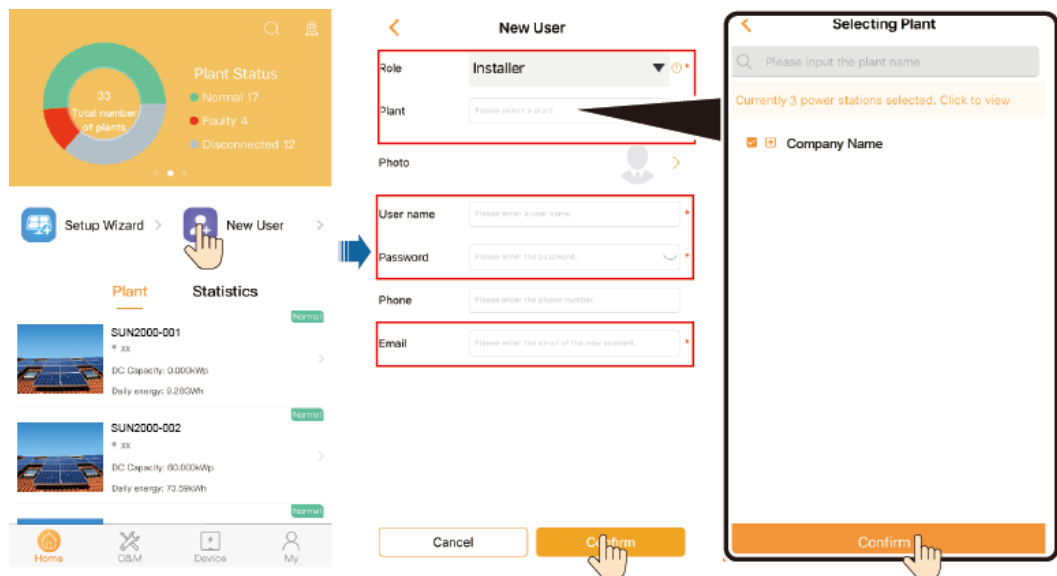 Plant Status
33
Total number
of plants
Normal 17
Faulty 4
Disconnected 12
Setup Wizard
New User
Plant
Statistics
Normal
SUN2000-001
xx
DC Capacity: 0.000kWp
Daily energy: 9.28GWh
Normal
SUN2000-002
xx
DC Capacity: 60.000kWp
Daily energy: 73.59kWh
Normal
Home
O&M
Device
My
New User
Role
Installer
*
Plant
Please select a plant.
Photo
User name
Please enter a user name.
*
Password
Please enter the password.
*
Phone
Please enter the phone number.
Email
Please enter the email of the new account.
*
Cancel
Confirm
Selecting Plant
Please input the plant name
Currently 3 power stations selected. Click to view
Company Name
Confirm